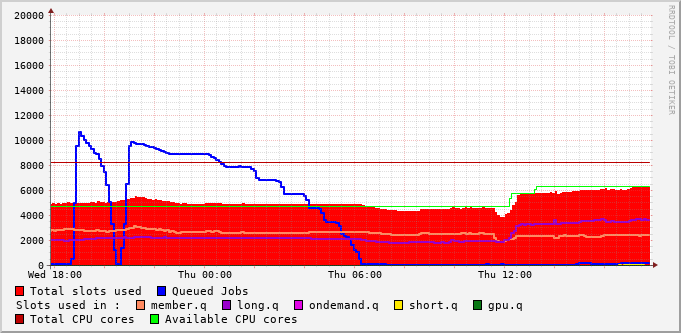 RRDTOOL / TOBI OETIKER
20000
18000
16000
14000
12000
10000
8000
6000
4000
2000
0
Wed 18:00 Thu 00:00 Thu 06:00 Thu 12:00
Total slots used Queued Jobs
Slots used in : member.q long.q ondemand.q short.q gpu.q
Total CPU cores Available CPU cores